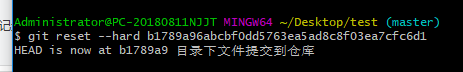 记
Administrator@PC-20180811NJJT MINGW64 ~/Desktop/test (master)
$ git reset --hard b1789a96abcbf0dd5763ea5ad8c8f03ea7cfc6d1
HEAD is now at b1789a9 目录下文件提交到仓库